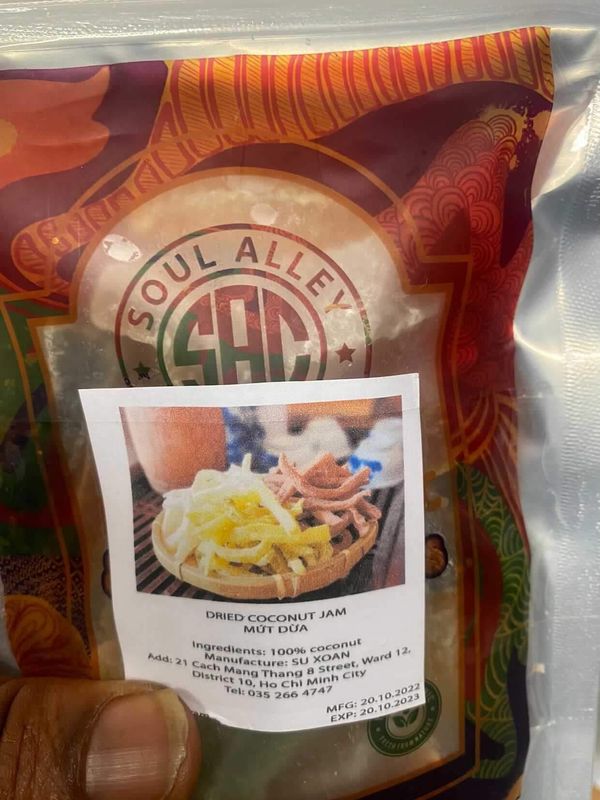 SOUL ALLEY
SAC
DRIED COCONUT JAM
MỨT DỪA
Ingredients: 100% coconut
Manufacture: SU XOAN
Add: 21 Cach Mang Thang 8 Street, Ward 12,
District 10, Ho Chi Minh City
Tel: 035 266 4747
MFG: 20.10.2022
EXP: 20.10.2023